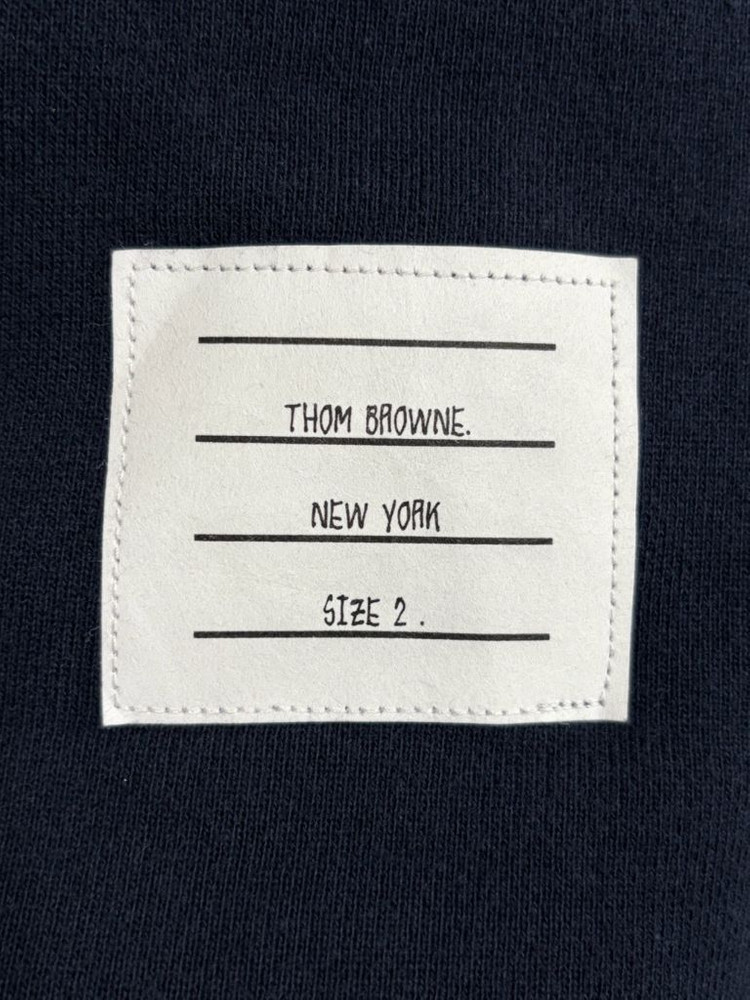 THOM BROWNE.
NEW YORK
SIZE 2 .